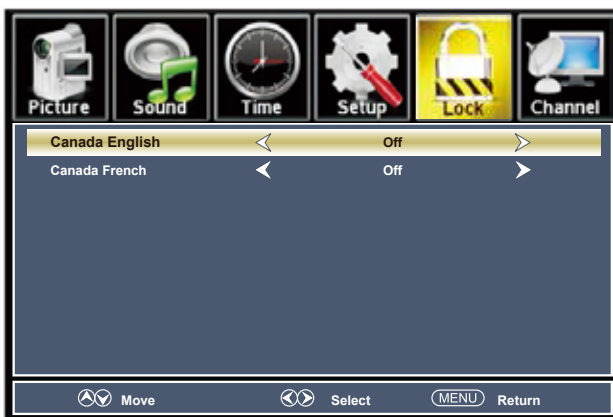 Picture Sound Time Setup Lock Channel
Canada English Off
Canada French Off
Move Select MENU Return